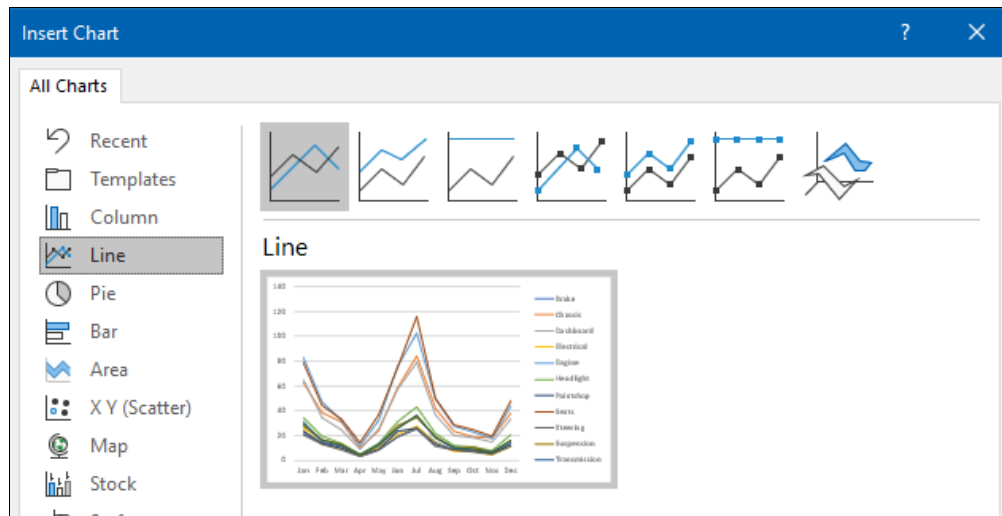 Insert Chart ?
All Charts
Recent
Templates
Column
Line
Pie
Bar
Area
X Y (Scatter)
Map
Stock
Line
140
120
100
80
60
40
20
0
Jan Feb Mar Apr May Jun Jul Aug Sep Oct Nov Dec
Brake
Chassis
Dashboard
Electrical
Engine
Headlight
Paintshop
Seats
Steering
Suspension
Transmission